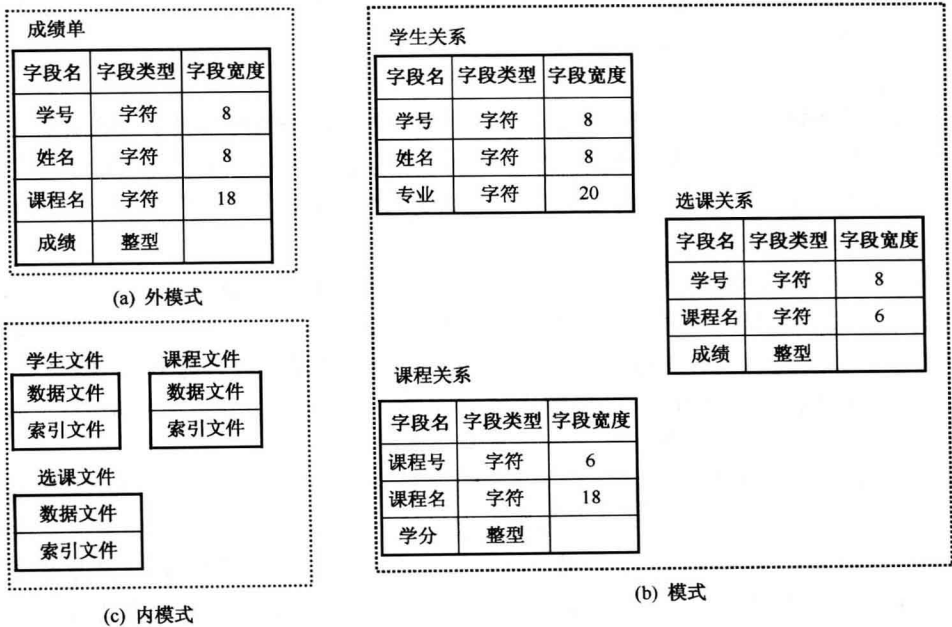 成绩单
字段名 字段类型 字段宽度
学号 字符 8
姓名 字符 8
课程名 字符 18
成绩 整型
(a) 外模式
学生文件
数据文件
索引文件
课程文件
数据文件
索引文件
选课文件
数据文件
索引文件
(c) 内模式
学生关系
字段名 字段类型 字段宽度
学号 字符 8
姓名 字符 8
专业 字符 20
选课关系
字段名 字段类型 字段宽度
学号 字符 8
课程名 字符 6
成绩 整型
课程关系
字段名 字段类型 字段宽度
课程号 字符 6
课程名 字符 18
学分 整型
(b) 模式